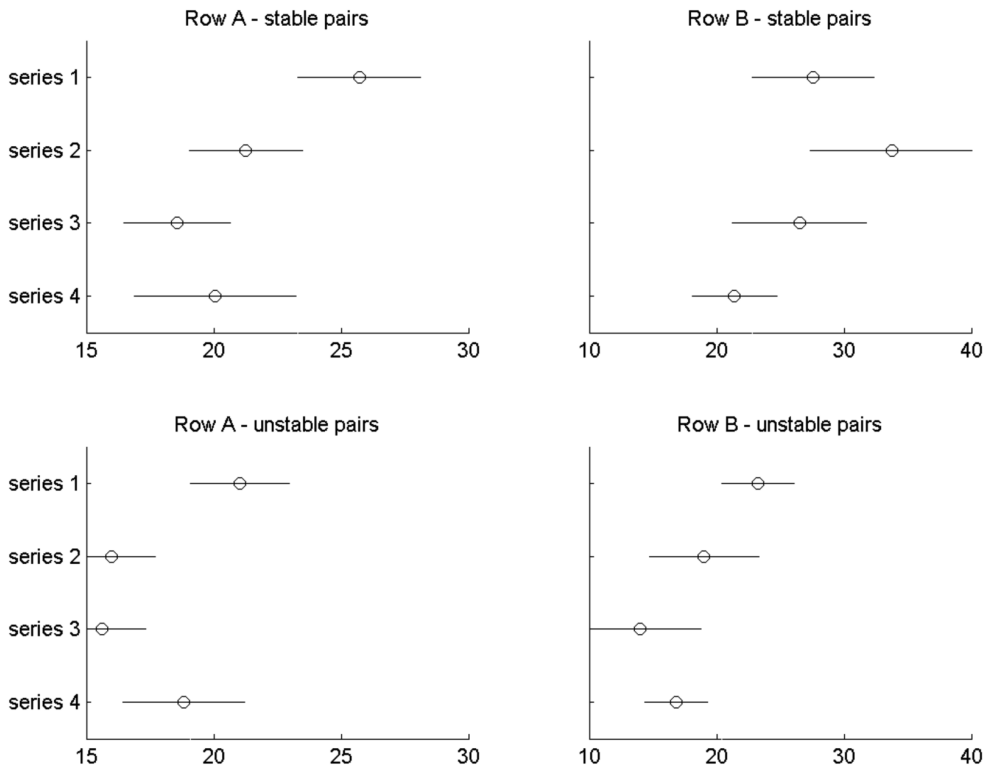 Row A - stable pairs
series 1
series 2
series 3
series 4
15 20 25 30
Row B - stable pairs
10 20 30 40
Row A - unstable pairs
series 1
series 2
series 3
series 4
15 20 25 30
Row B - unstable pairs
10 20 30 40